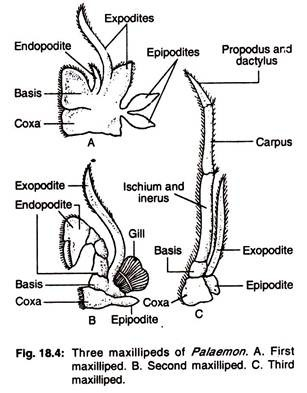 Expodites
Endopodite
Epipodites
Basis
Coxa
A
Propodus and
dactylus
Carpus
Exopodite
Endopodite
Ischium and
inerus
Gill
Basis
Exopodite
Basis
Coxa
B
Epipodite
Coxa
C
Epipodite
Fig. 18.4: Three maxillipeds of Palaemon. A. First
maxilliped. B. Second maxilliped. C. Third
maxilliped.